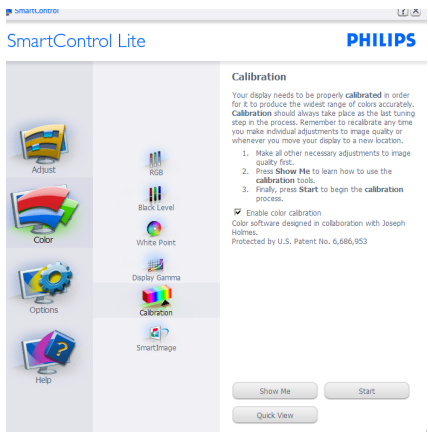 SmartControl
SmartControl Lite
PHILIPS
Adjust
Color
Options
Help
RGB
Black Level
White Point
Display Gamma
Calibration
SmartImage
Calibration
Your display needs to be properly calibrated in order
for it to produce the widest range of colors accurately.
Calibration should always take place as the last tuning
step in the process. Remember to recalibrate any time
you make individual adjustments to image quality or
whenever you move your display to a new location.
1. Make all other necessary adjustments to image
quality first.
2. Press Show Me to learn how to use the
calibration tools.
3. Finally, press Start to begin the calibration
process.
Enable color calibration
Color software designed in collaboration with Joseph
Holmes.
Protected by U.S. Patent No. 6,686,953
Show Me
Start
Quick View